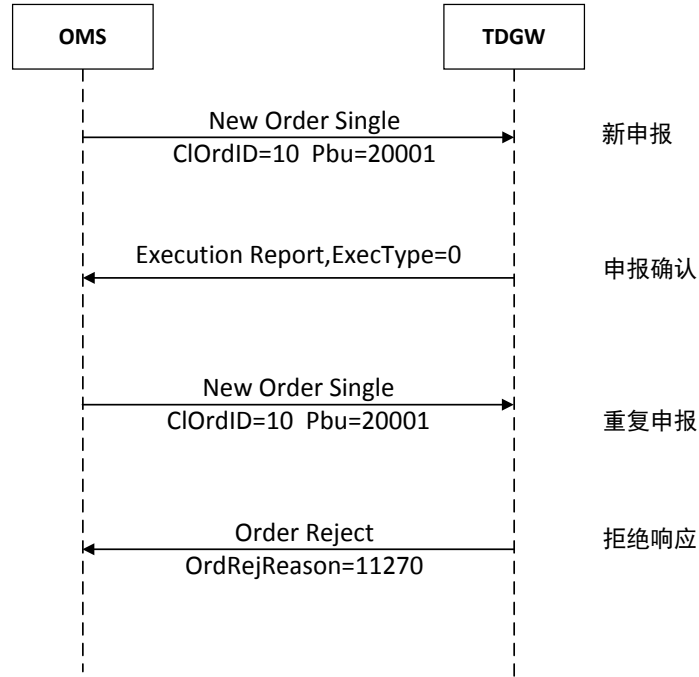 OMS
TDGW
New Order Single
ClOrdID=10 Pbu=20001
新申报
Execution Report,ExecType=0
申报确认
New Order Single
ClOrdID=10 Pbu=20001
重复申报
Order Reject
OrdRejReason=11270
拒绝响应